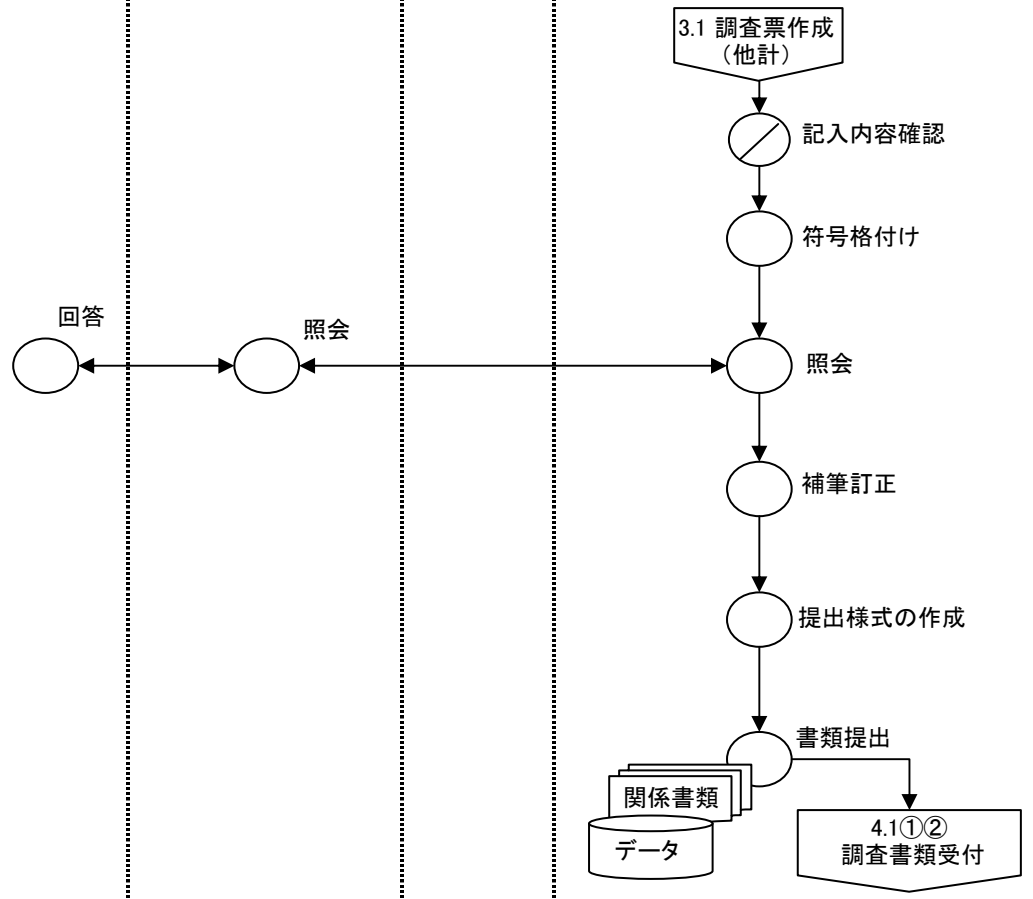 3.1 調査票作成
（他計）
記入内容確認
符号格付け
回答
照会
照会
補筆訂正
提出様式の作成
書類提出
関係書類
データ
4.1①②
調査書類受付